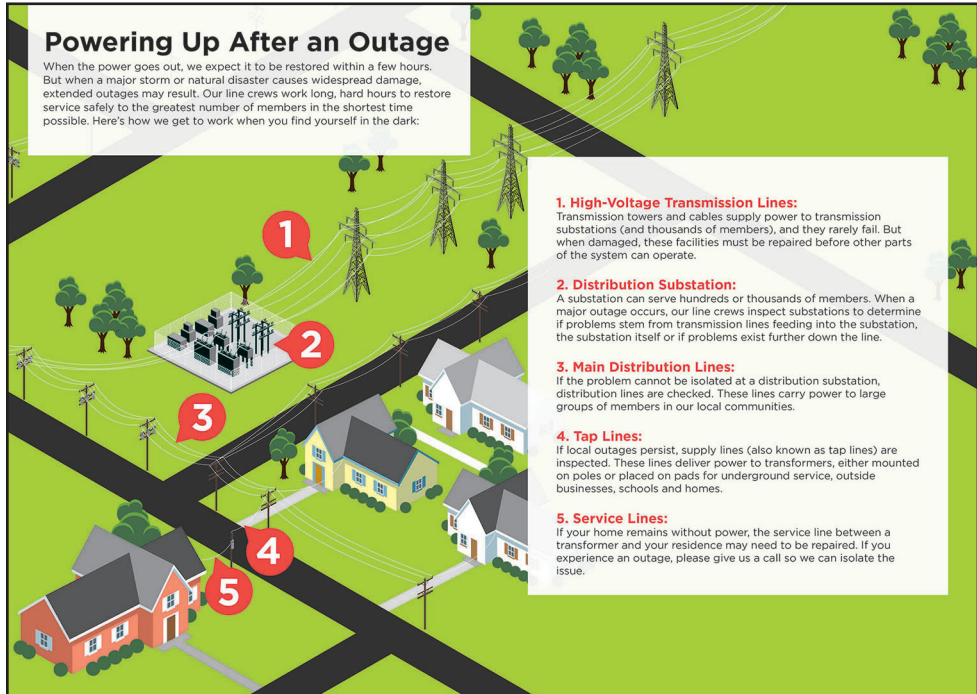 Powering Up After an Outage
When the power goes out, we expect it to be restored within a few hours.
But when a major storm or natural disaster causes widespread damage,
extended outages may result. Our line crews work long, hard hours to restore
service safely to the greatest number of members in the shortest time
possible. Here's how we get to work when you find yourself in the dark:
1
2
3
4
5
1. High-Voltage Transmission Lines:
Transmission towers and cables supply power to transmission
substations (and thousands of members), and they rarely fail. But
when damaged, these facilities must be repaired before other parts
of the system can operate.
2. Distribution Substation:
A substation can serve hundreds or thousands of members. When a
major outage occurs, our line crews inspect substations to determine
if problems stem from transmission lines feeding into the substation,
the substation itself or if problems exist further down the line.
3. Main Distribution Lines:
If the problem cannot be isolated at a distribution substation,
distribution lines are checked. These lines carry power to large
groups of members in our local communities.
4. Tap Lines:
If local outages persist, supply lines (also known as tap lines) are
inspected. These lines deliver power to transformers, either mounted
on poles or placed on pads for underground service, outside
businesses, schools and homes.
5. Service Lines:
If your home remains without power, the service line between a
transformer and your residence may need to be repaired. If you
experience an outage, please give us a call so we can isolate the
issue.